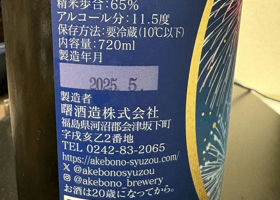 精米歩合：65%
アルコール分：11.5度
保存方法：要冷蔵(10℃以下)
内容量：720ml
製造年月
2025.5.
製造者
曙酒造株式会社
福島県河沼郡会津坂下町
字戌亥乙2番地
TEL 0242-83-2065
https://akebono-syuzou.com/
X @akebonosyuzou
@akebono_brewery
お酒は20歳になってから。